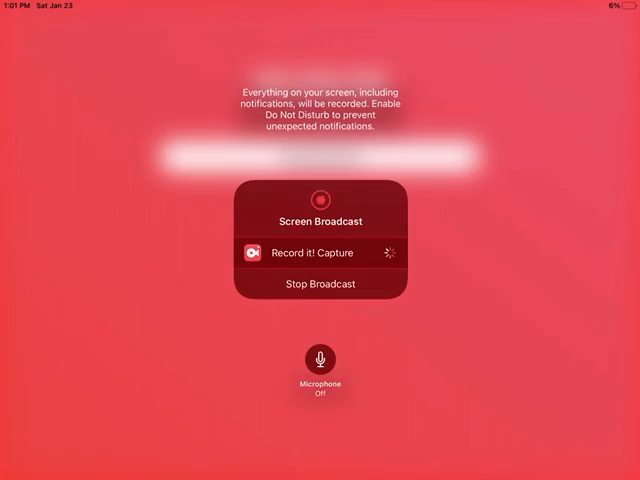 1:01 PM Sat Jan 23
6%
Everything on your screen, including
notifications, will be recorded. Enable
Do Not Disturb to prevent
unexpected notifications.
Screen Broadcast
Record it! Capture
Stop Broadcast
Microphone
Off